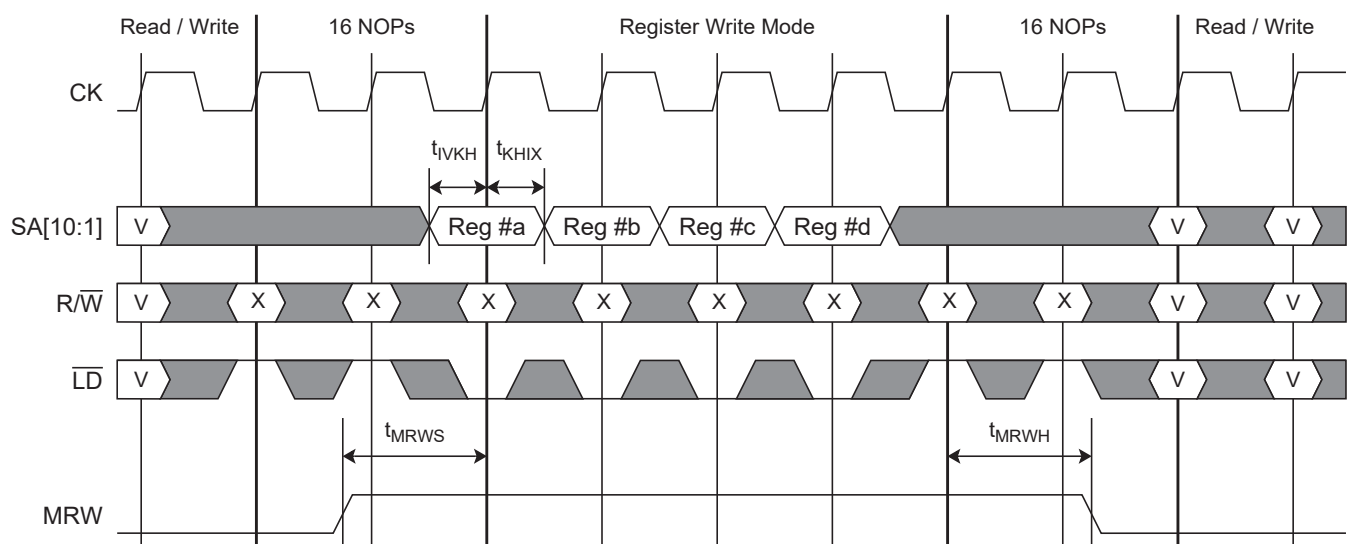 Read / Write 16 NOPs Register Write Mode 16 NOPs Read / Write
CK
tIVKH tKHIX
SA[10:1] V Reg #a Reg #b Reg #c Reg #d V V
R/W̅ V X X X X X X X X V V
L̅D̅ V V V
tMRWS tMRWH
MRW